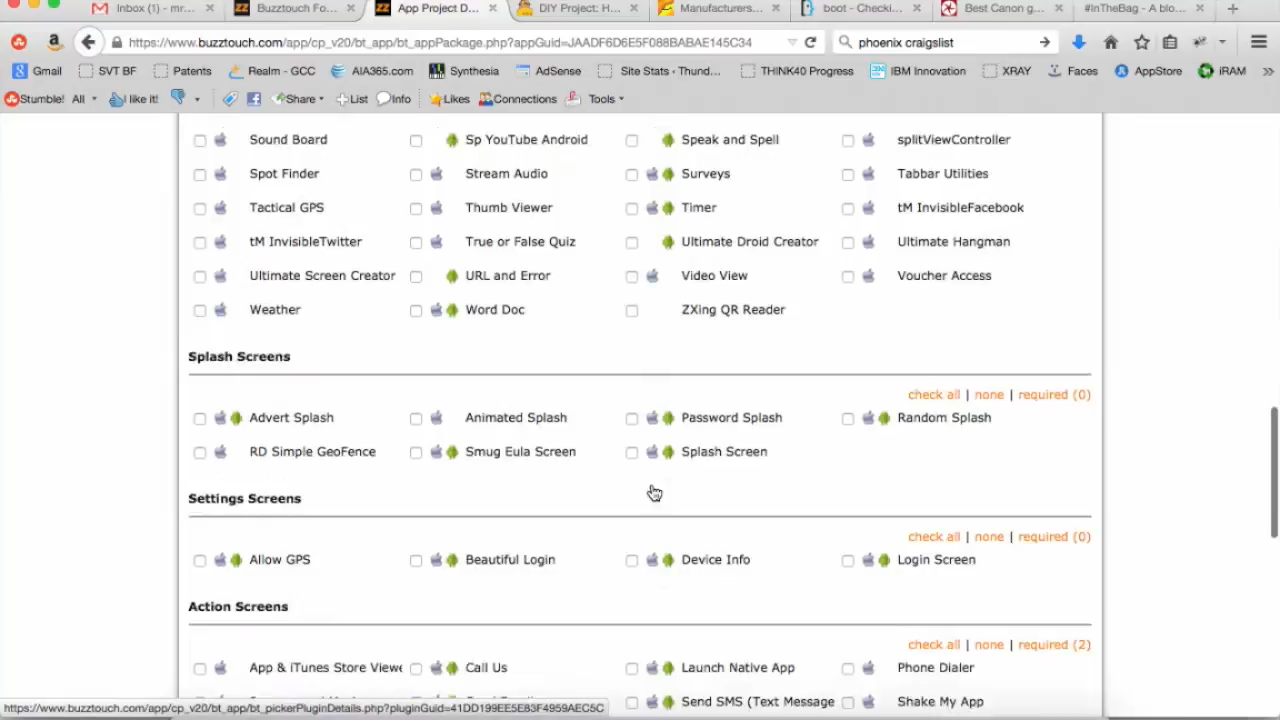 Inbox (1) - mr...
Buzztouch Fo...
App Project D...
DIY Project: H...
Manufacturers...
boot - Checki...
Best Canon g...
#InTheBag - A blo...
https://www.buzztouch.com/app/cp_v20/bt_app/bt_appPackage.php?appGuid=JAADF6D6E5F088BABAE145C34
phoenix craigslist
Gmail SVT BF Patents Realm - GCC AIA365.com Synthesia AdSense Site Stats - Thund... THINK40 Progress IBM Innovation XRAY Faces AppStore iRAM
Stumble! All I like it! Share List Info Likes Connections Tools
Sound Board Sp YouTube Android Speak and Spell splitViewController
Spot Finder Stream Audio Surveys Tabbar Utilities
Tactical GPS Thumb Viewer Timer tM InvisibleFacebook
tM InvisibleTwitter True or False Quiz Ultimate Droid Creator Ultimate Hangman
Ultimate Screen Creator URL and Error Video View Voucher Access
Weather Word Doc ZXing QR Reader
Splash Screens
check all | none | required (0)
Advert Splash Animated Splash Password Splash Random Splash
RD Simple GeoFence Smug Eula Screen Splash Screen
Settings Screens
check all | none | required (0)
Allow GPS Beautiful Login Device Info Login Screen
Action Screens
check all | none | required (2)
App & iTunes Store Viewe Call Us Launch Native App Phone Dialer
Send SMS (Text Message Shake My App
https://www.buzztouch.com/app/cp_v20/bt_app/bt_pickerPluginDetails.php?pluginGuid=41DD199EE5E83F4959AEC5C